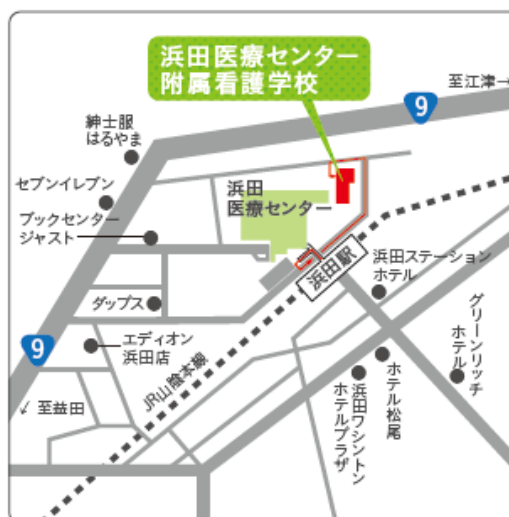 浜田医療センター
附属看護学校
至江津→
9
紳士服
はるやま
セブンイレブン
ブックセンター
ジャスト
浜田
医療センター
浜田駅
浜田ステーション
ホテル
ダップス
エディオン
浜田店
9
↙至益田
JR山陰本線
グリーンリッチ
ホテル
ホテル松尾
浜田ワシントン
ホテルプラザ